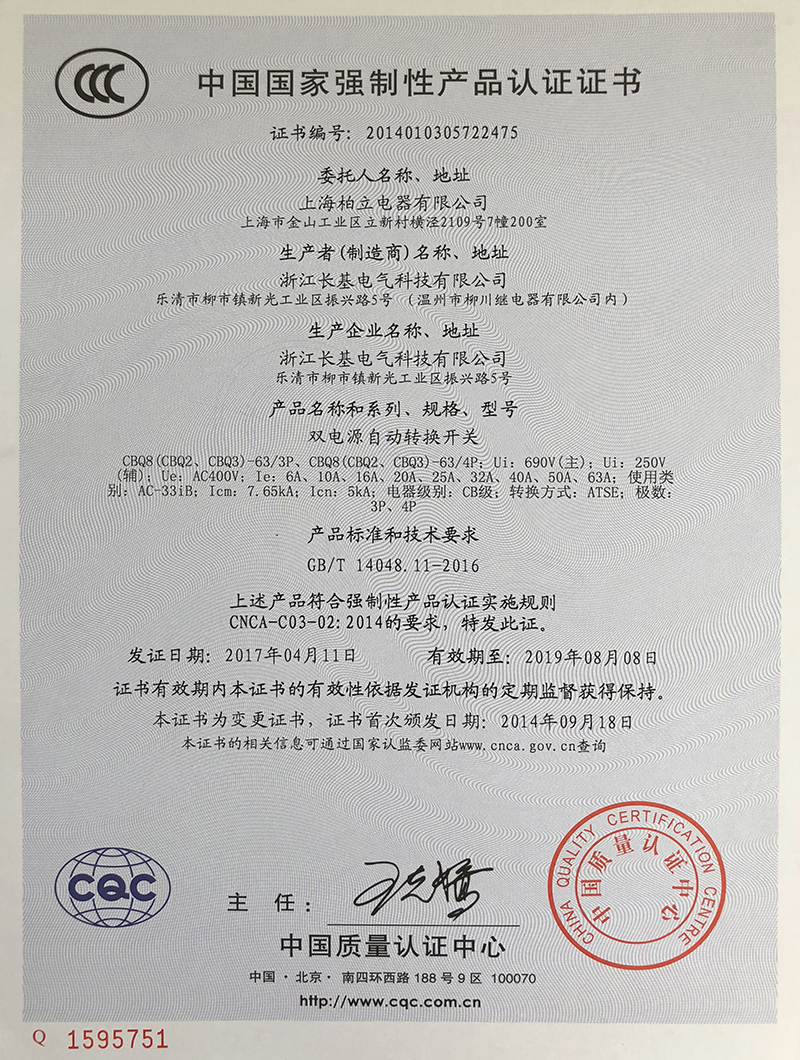 CCC
中国国家强制性产品认证证书
证书编号：2014010305722475
委托人名称、地址
上海柏立电器有限公司
上海市金山工业区立新村横泾2109号7幢200室
生产者(制造商)名称、地址
浙江长基电气科技有限公司
乐清市柳市镇新光工业区振兴路5号 （温州市柳川继电器有限公司内）
生产企业名称、地址
浙江长基电气科技有限公司
乐清市柳市镇新光工业区振兴路5号
产品名称和系列、规格、型号
双电源自动转换开关
CBQ8(CBQ2、CBQ3)-63/3P、CBQ8(CBQ2、CBQ3)-63/4P；Ui：690V(主)；Ui：250V
(辅)；Ue：AC400V；Ie：6A、10A、16A、20A、25A、32A、40A、50A、63A；使用类
别：AC-33iB；Icm：7.65kA；Icn：5kA；电器级别：CB级；转换方式：ATSE；极数：
3P、4P
产品标准和技术要求
GB/T 14048.11-2016
上述产品符合强制性产品认证实施规则
CNCA-C03-02:2014的要求，特发此证。
发证日期：2017年04月11日 有效期至：2019年08月08日
证书有效期内本证书的有效性依据发证机构的定期监督获得保持。
本证书为变更证书，证书首次颁发日期：2014年09月18日
本证书的相关信息可通过国家认监委网站www.cnca.gov.cn查询
CQC
主 任：
CHINA QUALITY CERTIFICATION CENTRE
中国质量认证中心
中国质量认证中心
中国·北京·南四环西路188号9区 100070
http://www.cqc.com.cn
Q 1595751